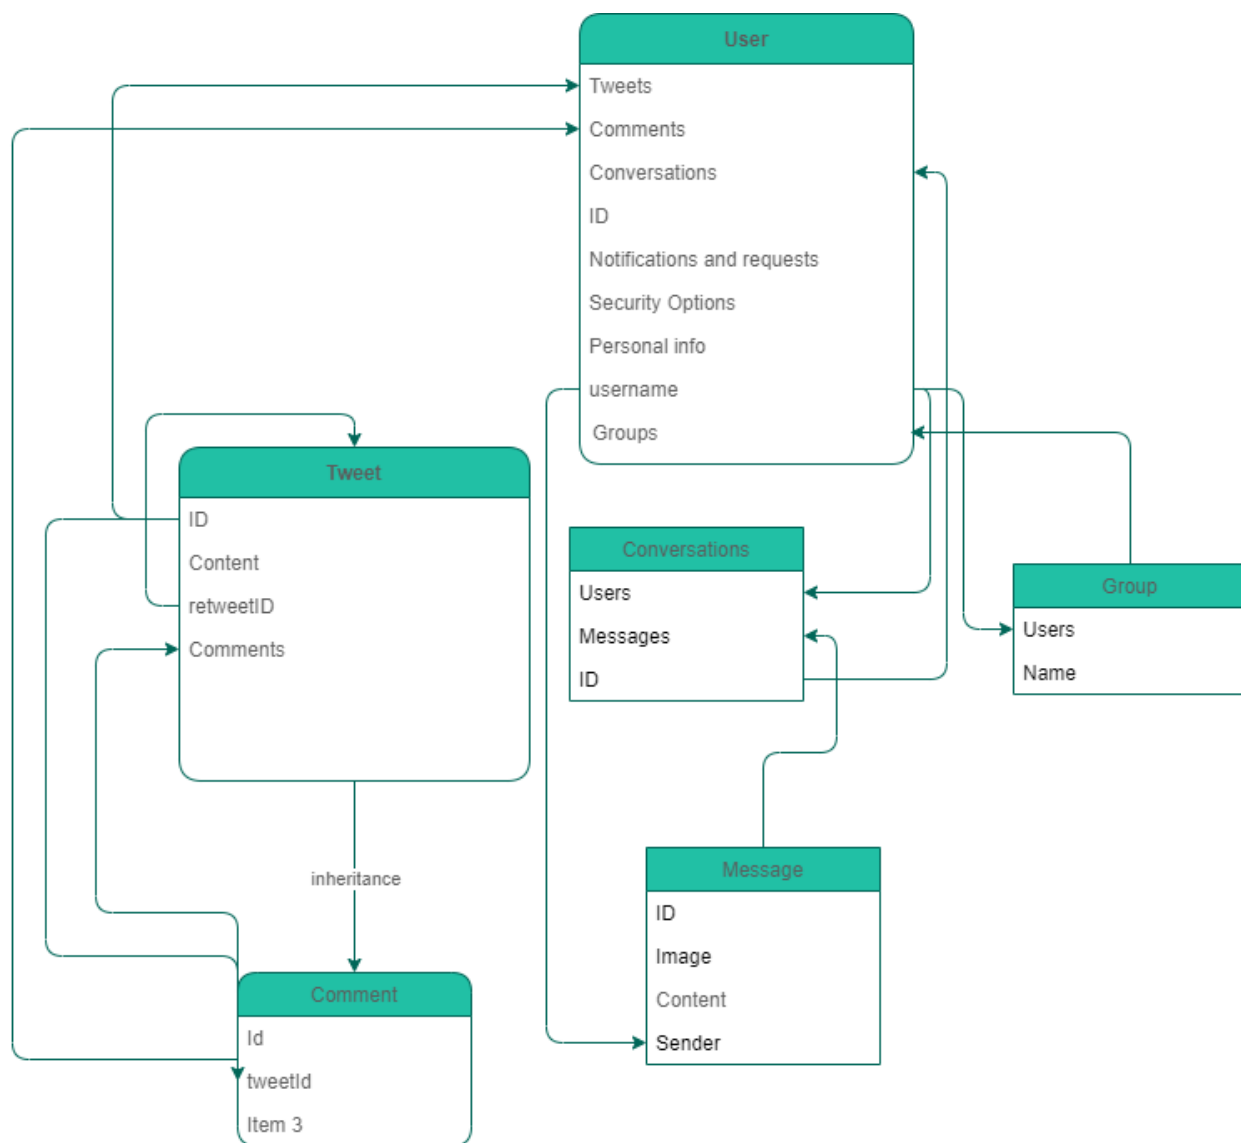 User
Tweets
Comments
Conversations
ID
Notifications and requests
Security Options
Personal info
username
Groups
Tweet
ID
Content
retweetID
Comments
Conversations
Users
Messages
ID
Group
Users
Name
inheritance
Message
ID
Image
Content
Sender
Comment
Id
tweetId
Item 3